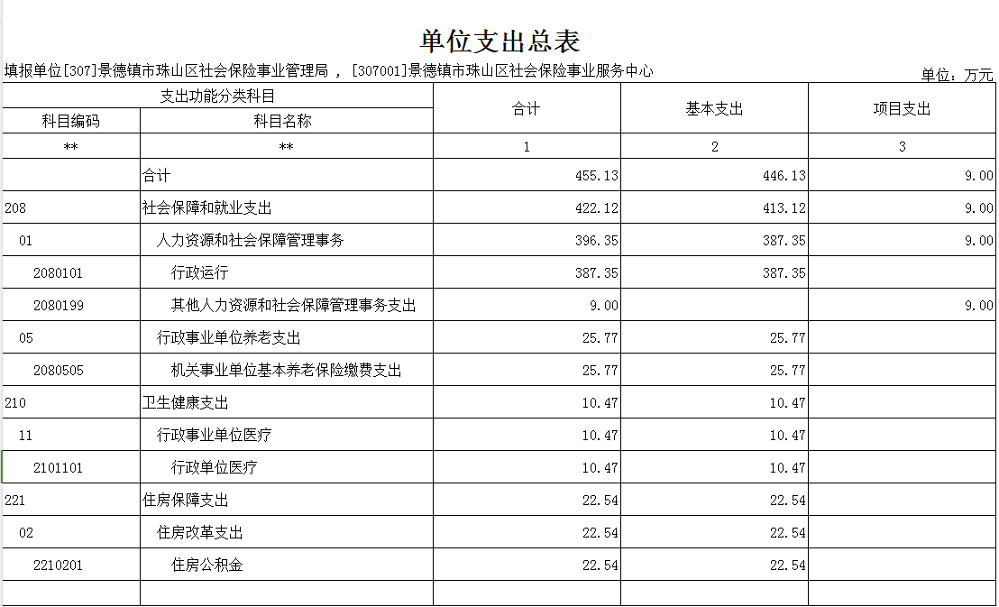 单位支出总表
填报单位[307]景德镇市珠山区社会保险事业管理局 , [307001]景德镇市珠山区社会保险事业服务中心
单位：万元
支出功能分类科目 合计 基本支出 项目支出
科目编码 科目名称
** ** 1 2 3
合计 455.13 446.13 9.00
208 社会保障和就业支出 422.12 413.12 9.00
01 人力资源和社会保障管理事务 396.35 387.35 9.00
2080101 行政运行 387.35 387.35
2080199 其他人力资源和社会保障管理事务支出 9.00 9.00
05 行政事业单位养老支出 25.77 25.77
2080505 机关事业单位基本养老保险缴费支出 25.77 25.77
210 卫生健康支出 10.47 10.47
11 行政事业单位医疗 10.47 10.47
2101101 行政单位医疗 10.47 10.47
221 住房保障支出 22.54 22.54
02 住房改革支出 22.54 22.54
2210201 住房公积金 22.54 22.54